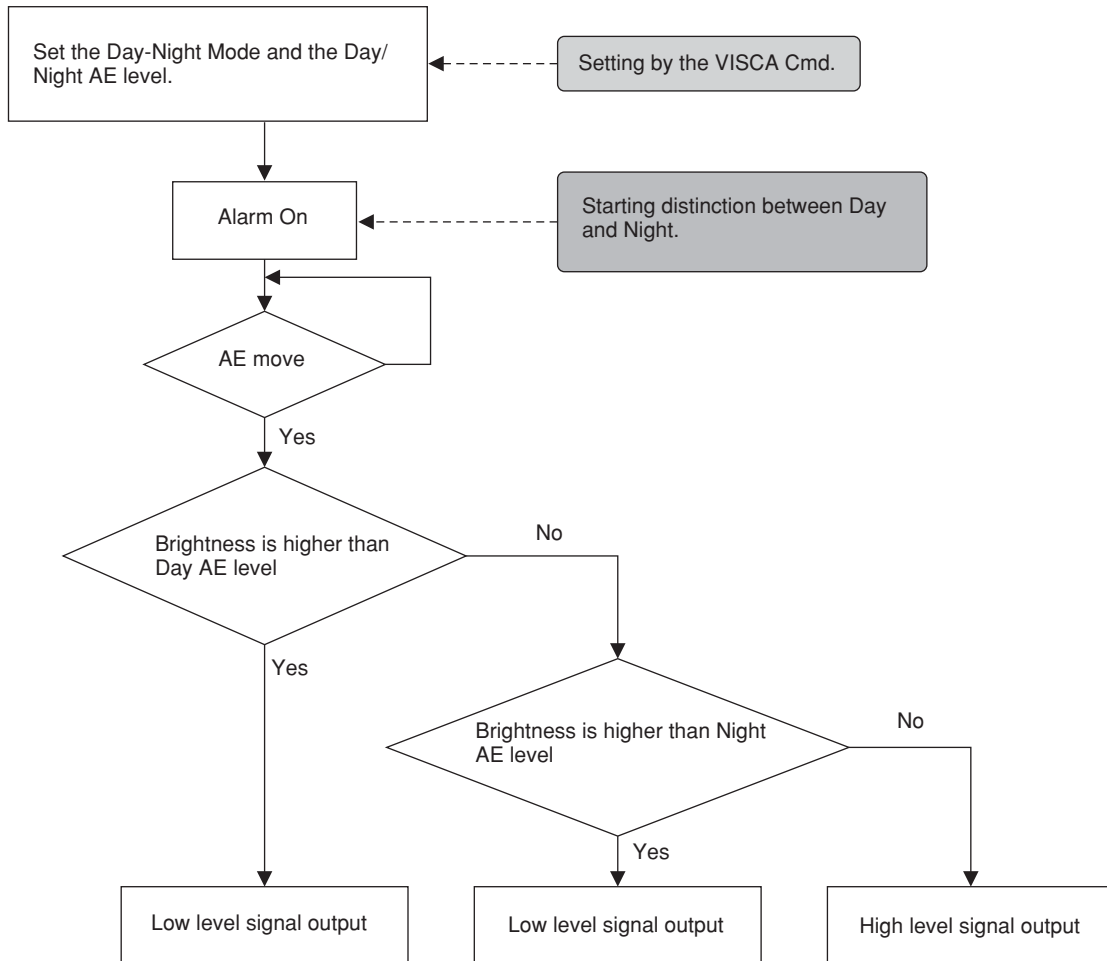 Set the Day-Night Mode and the Day/
Night AE level.
Setting by the VISCA Cmd.
Alarm On
Starting distinction between Day
and Night.
AE move
Yes
Brightness is higher than
Day AE level
No
Yes
Brightness is higher than Night
AE level
No
Yes
Low level signal output
Low level signal output
High level signal output